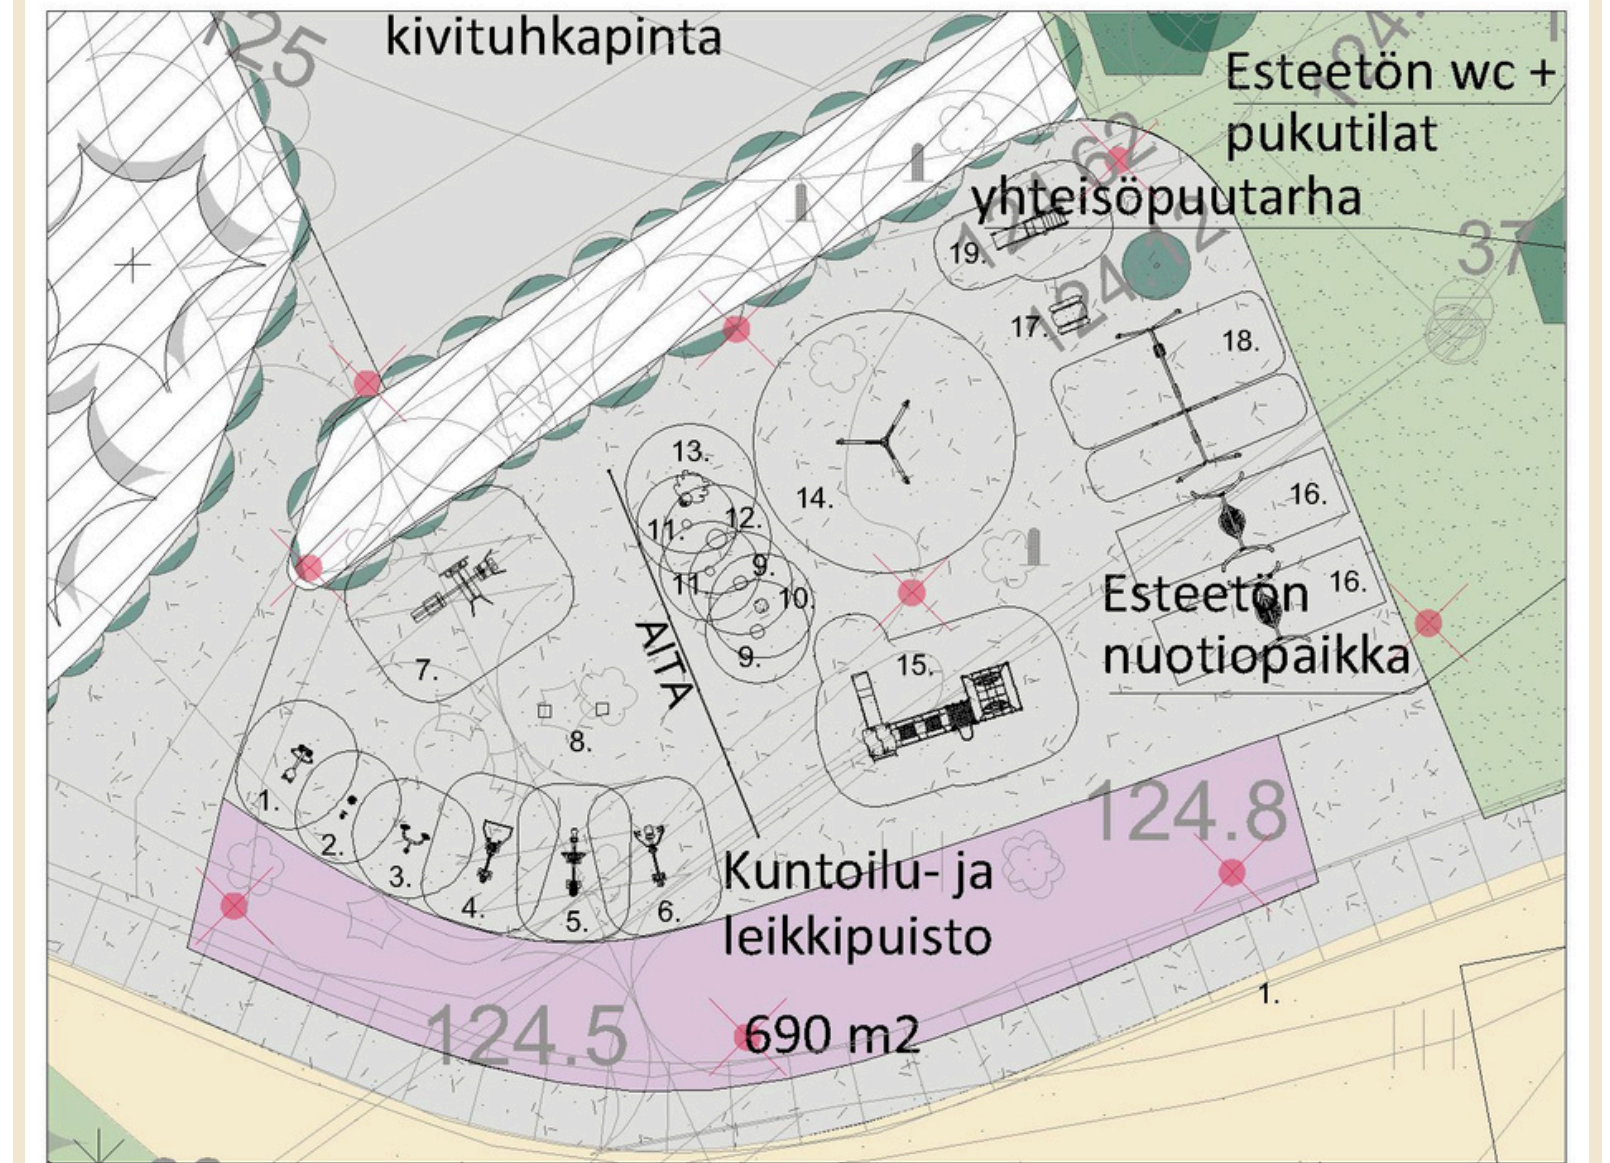 kivituhkapinta
125
124.
Esteetön wc +
pukutilat
yhteisöpuutarha
124.12
37
19.
17.
18.
13.
14.
12.
11.
16.
9.
11.
10.
16.
9.
Esteetön
nuotiopaikka
AITA
15.
7.
8.
1.
2.
3.
4.
5.
6.
124.8
Kuntoilu- ja
leikkipuisto
1.
124.5
690 m2